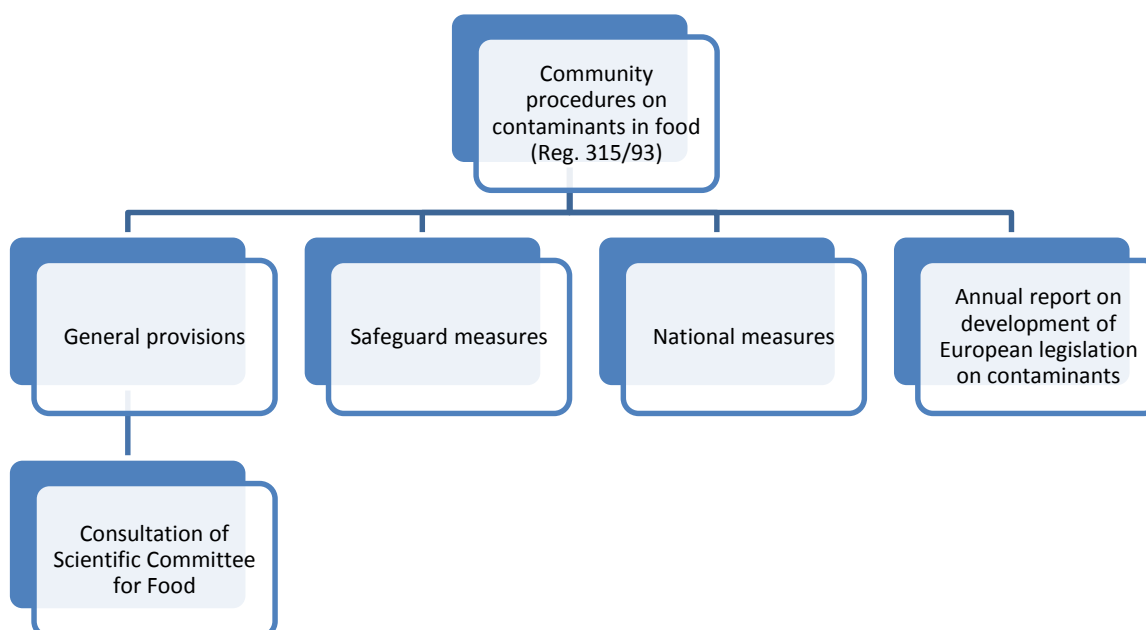 Community
procedures on
contaminants in food
(Reg. 315/93)
General provisions
Safeguard measures
National measures
Annual report on
development of
European legislation
on contaminants
Consultation of
Scientific Committee
for Food